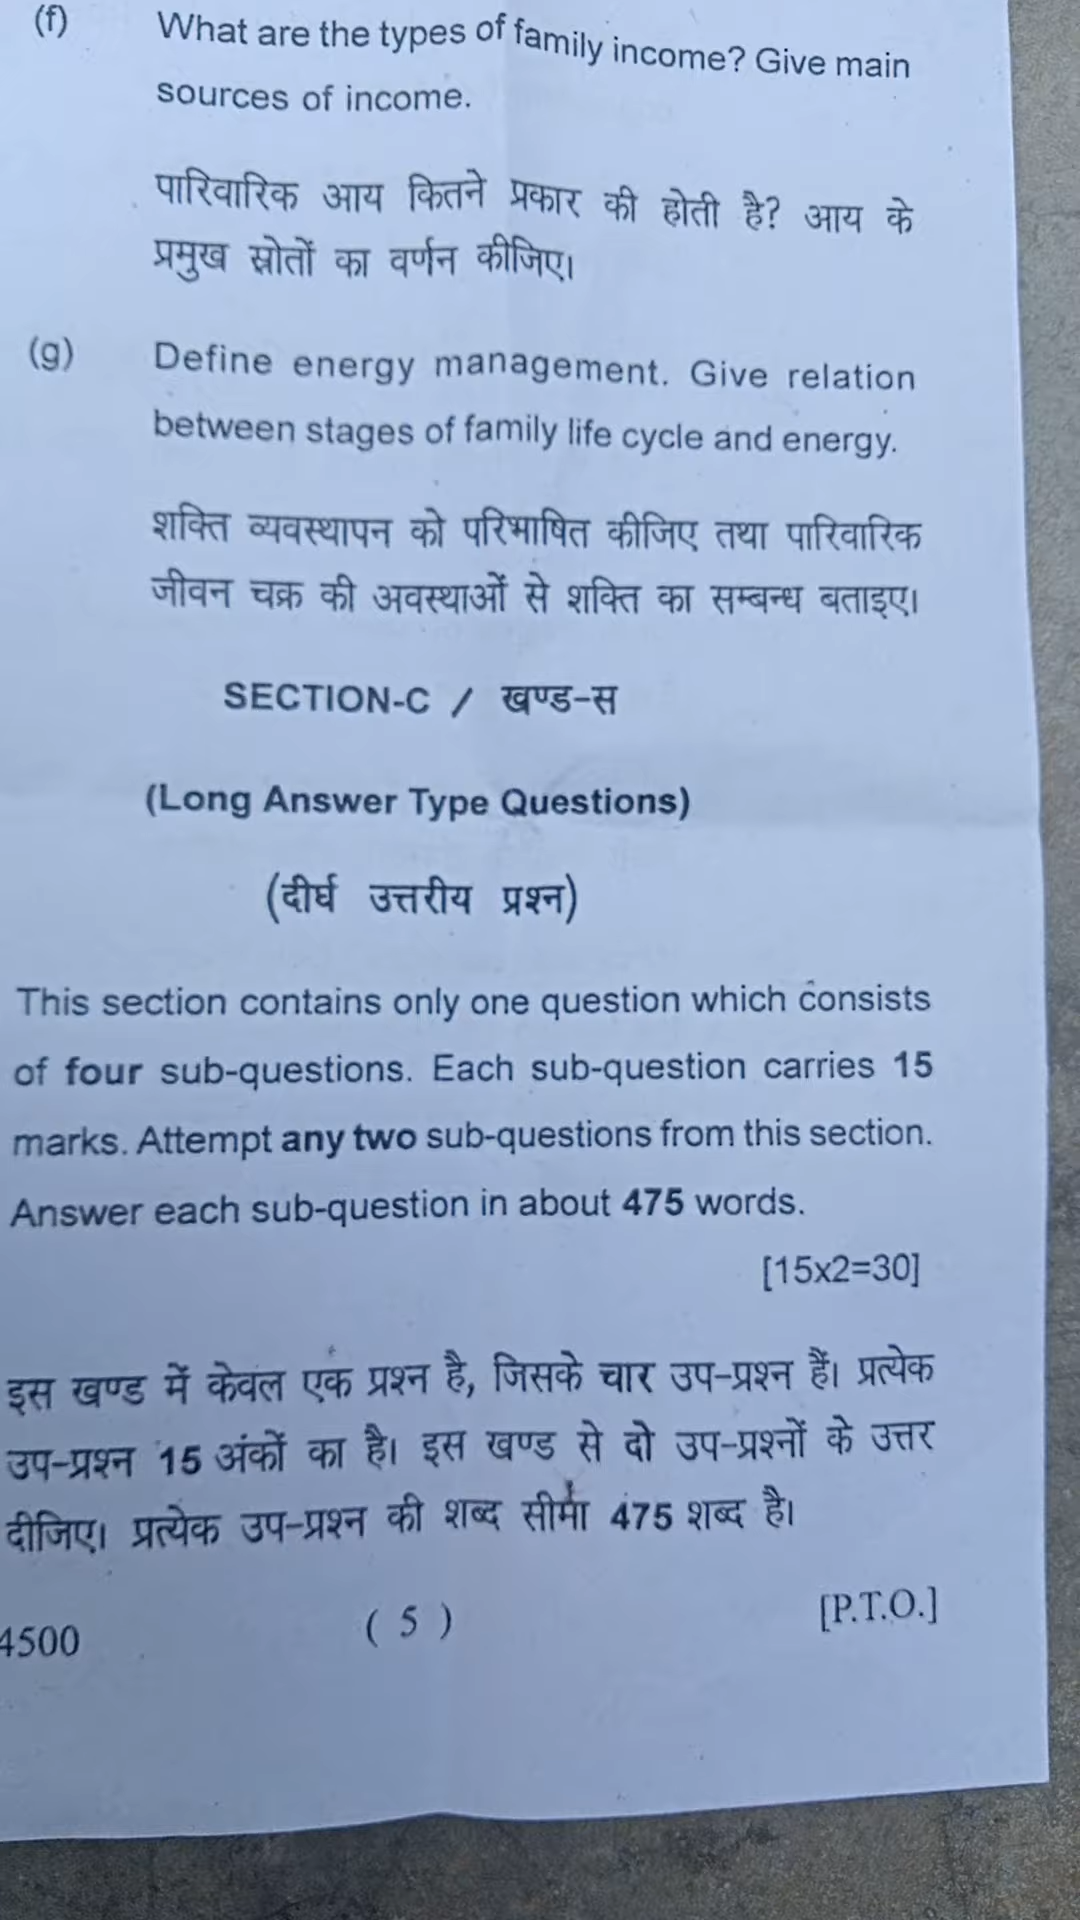 (f) What are the types of family income? Give main
sources of income.
पारिवारिक आय कितने प्रकार की होती है? आय के
प्रमुख स्रोतों का वर्णन कीजिए।
(g) Define energy management. Give relation
between stages of family life cycle and energy.
शक्ति व्यवस्थापन को परिभाषित कीजिए तथा पारिवारिक
जीवन चक्र की अवस्थाओं से शक्ति का सम्बन्ध बताइए।
SECTION-C / खण्ड-स
(Long Answer Type Questions)
(दीर्घ उत्तरीय प्रश्न)
This section contains only one question which consists
of four sub-questions. Each sub-question carries 15
marks. Attempt any two sub-questions from this section.
Answer each sub-question in about 475 words.
[15x2=30]
इस खण्ड में केवल एक प्रश्न है, जिसके चार उप-प्रश्न हैं। प्रत्येक
उप-प्रश्न 15 अंकों का है। इस खण्ड से दो उप-प्रश्नों के उत्तर
दीजिए। प्रत्येक उप-प्रश्न की शब्द सीमा 475 शब्द है।
4500 ( 5 ) [P.T.O.]